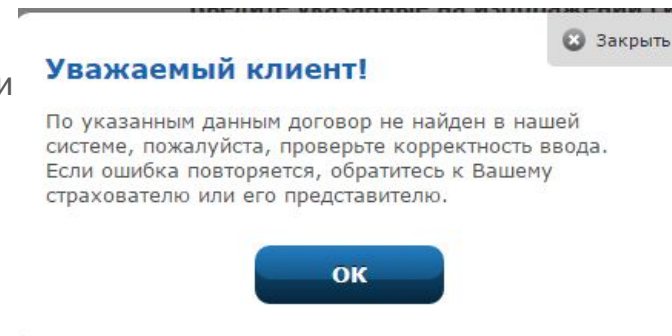 Закрыть
и
Уважаемый клиент!
По указанным данным договор не найден в нашей
системе, пожалуйста, проверьте корректность ввода.
Если ошибка повторяется, обратитесь к Вашему
страхователю или его представителю.
ОК